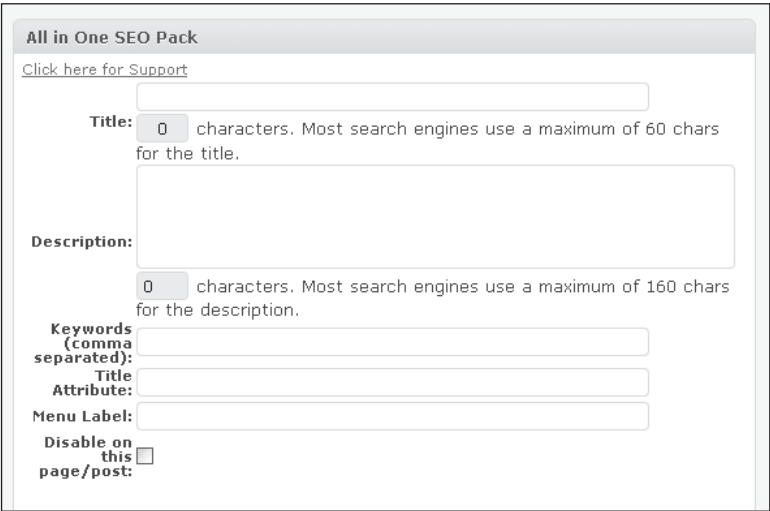 All in One SEO Pack
Click here for Support
Title:
0 characters. Most search engines use a maximum of 60 chars
for the title.
Description:
0 characters. Most search engines use a maximum of 160 chars
for the description.
Keywords
(comma
separated):
Title
Attribute:
Menu Label:
Disable on
this
page/post: